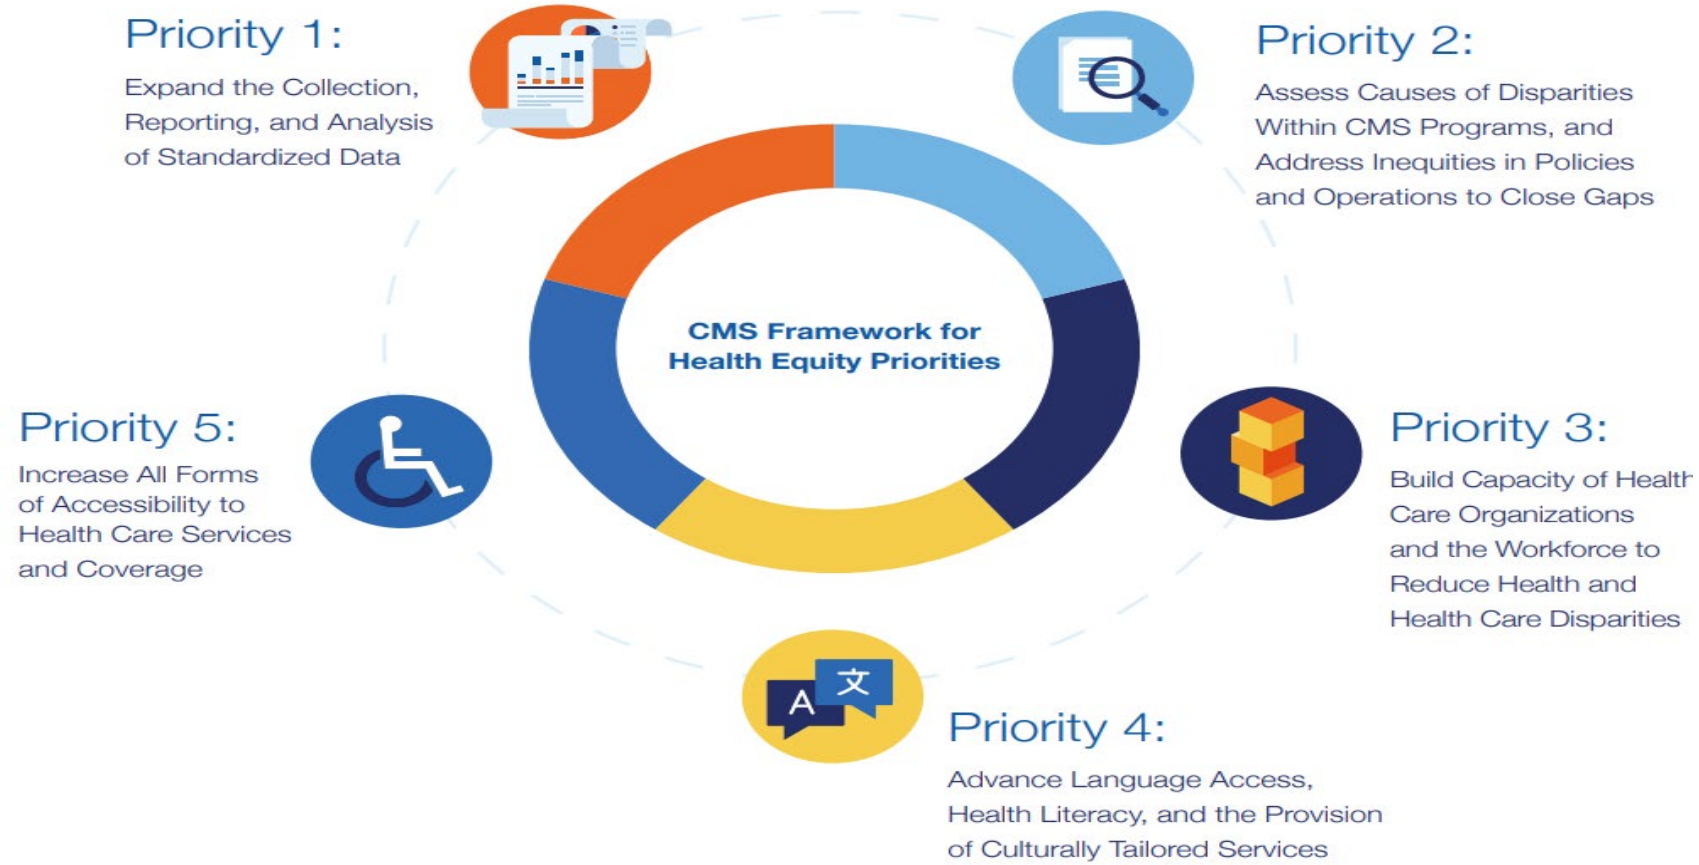 Priority 1:
Expand the Collection,
Reporting, and Analysis
of Standardized Data
Priority 2:
Assess Causes of Disparities
Within CMS Programs, and
Address Inequities in Policies
and Operations to Close Gaps
CMS Framework for
Health Equity Priorities
Priority 5:
Increase All Forms
of Accessibility to
Health Care Services
and Coverage
Priority 3:
Build Capacity of Health
Care Organizations
and the Workforce to
Reduce Health and
Health Care Disparities
A
文
Priority 4:
Advance Language Access,
Health Literacy, and the Provision
of Culturally Tailored Services